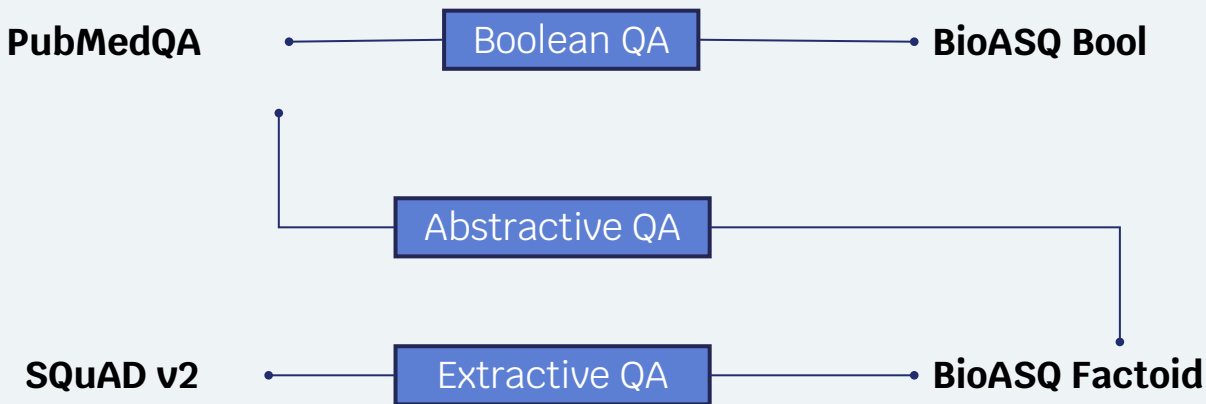 PubMedQA
Boolean QA
BioASQ Bool
Abstractive QA
SQuAD v2
Extractive QA
BioASQ Factoid